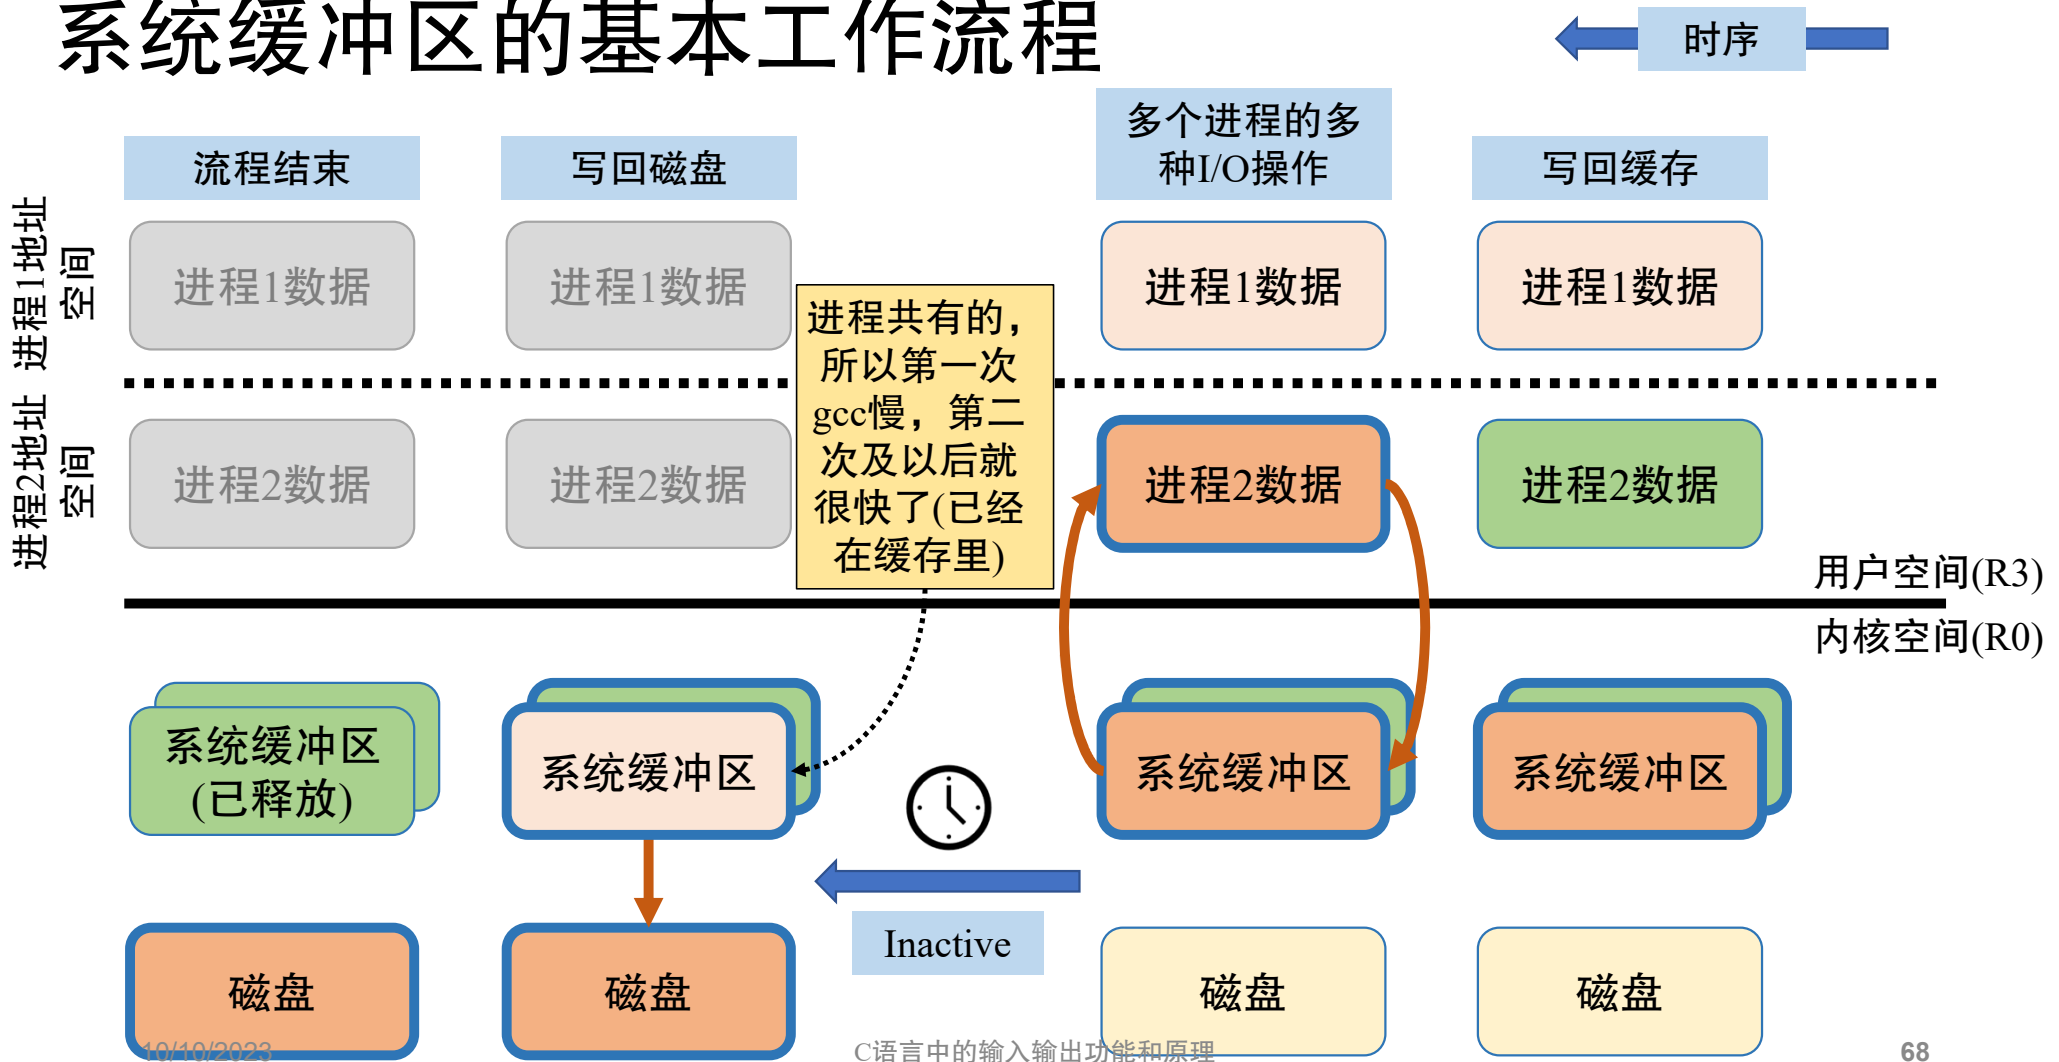 系统缓冲区的基本工作流程
时序
流程结束
写回磁盘
多个进程的多
种I/O操作
写回缓存
进程1地址
空间
进程1数据
进程1数据
进程1数据
进程1数据
进程共有的，
所以第一次
gcc慢，第二
次及以后就
很快了(已经
在缓存里)
进程2地址
空间
进程2数据
进程2数据
进程2数据
进程2数据
用户空间(R3)
内核空间(R0)
系统缓冲区
(已释放)
系统缓冲区
系统缓冲区
系统缓冲区
Inactive
磁盘
磁盘
磁盘
磁盘
10/10/2023
C语言中的输入输出功能和原理
68